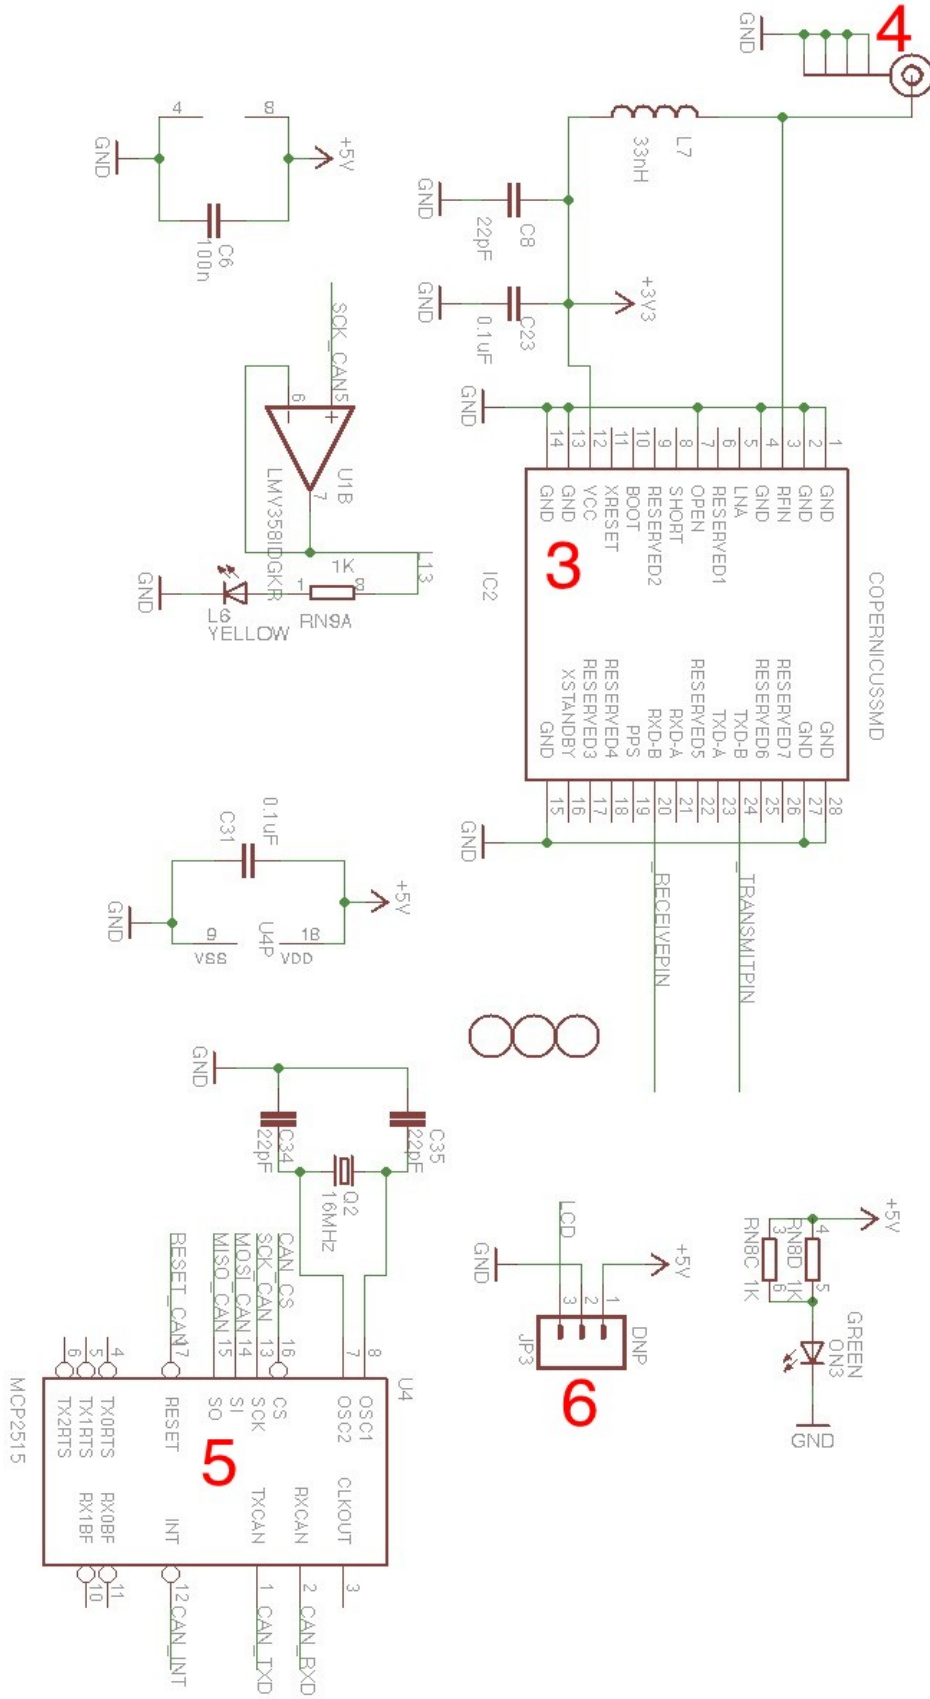 4
GND
4
8
+5V
GND
C6
100n
L7
33nH
GND
C8
22pF
+3V3
GND
C23
0.1uF
SCK_CAN
5
6
+
-
U1B
7
LMV358IDGKR
13
1K
1
8
RN9A
GND
L6
YELLOW
GND
14
13
12
11
10
9
8
7
6
5
4
3
2
1
GND
GND
VCC
XRESET
BOOT
RESERVED2
SHORT
OPEN
RESERVED1
LNA
GND
RFIN
GND
GND
3
IC2
COPERNICUSSMD
GND
XSTANDBY
RESERVED3
RESERVED4
PPS
RXD-B
RXD-A
RESERVED5
TXD-A
TXD-B
RESERVED6
RESERVED7
GND
GND
15
16
17
18
19
20
21
22
23
24
25
26
27
28
GND
_RECEIVEPIN
_TRANSMITPIN
0.1uF
C31
+5V
GND
9
U4P
18
VSS
VDD
GND
C34
22pF
C35
22pF
Q2
16MHz
LCD
GND
+5V
3
2
1
JP3
DNP
6
+5V
RN8C 1K
3
6
RN8D 1K
4
5
GREEN
ON3
GND
RESET_CAN
MISO_CAN
MOSI_CAN
SCK_CAN
CAN_CS
6
5
4
17
15
14
13
16
7
8
U4
MCP2515
TX2RTS
TX1RTS
TX0RTS
RESET
SO
SI
SCK
CS
OSC2
OSC1
5
RX1BF
RX0BF
INT
TXCAN
RXCAN
CLKOUT
10
11
12
1
2
3
CAN_INT
CAN_TXD
CAN_RXD